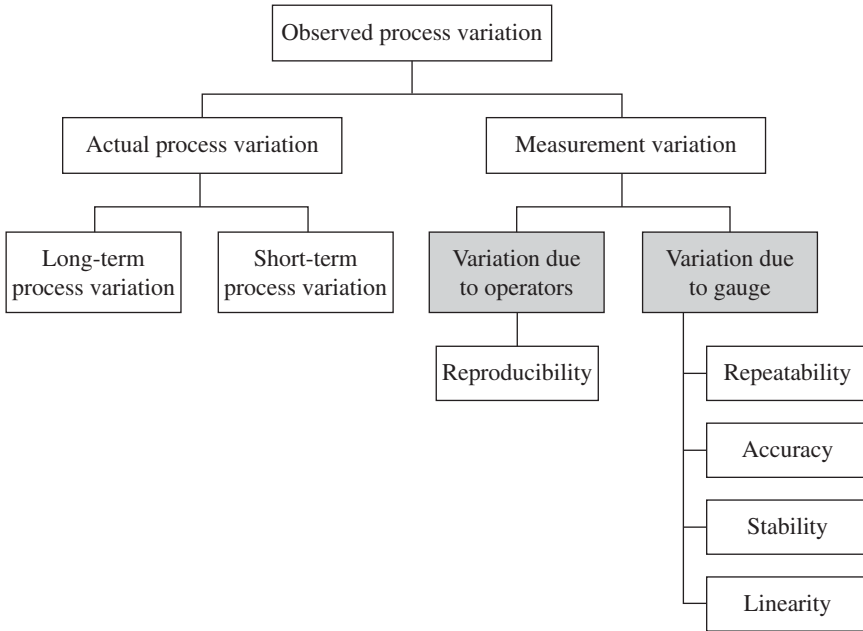 Observed process variation
Actual process variation
Measurement variation
Long-term
process variation
Short-term
process variation
Variation due
to operators
Variation due
to gauge
Reproducibility
Repeatability
Accuracy
Stability
Linearity